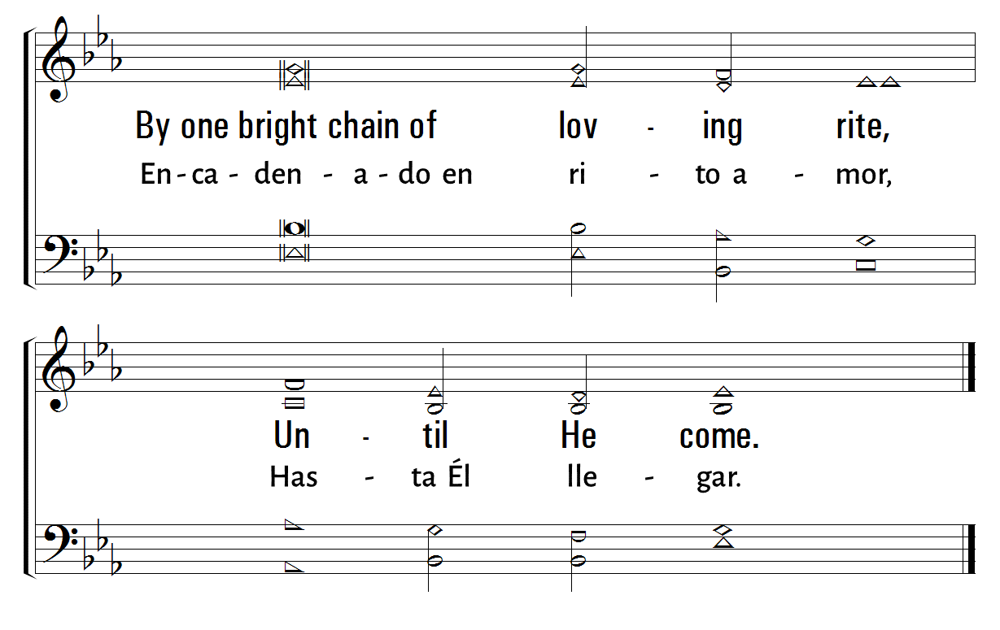 By one bright chain of lov - ing rite,
En - ca - den - a - do en ri - to a - mor,
Un - til He come.
Has - ta Él lle - gar.